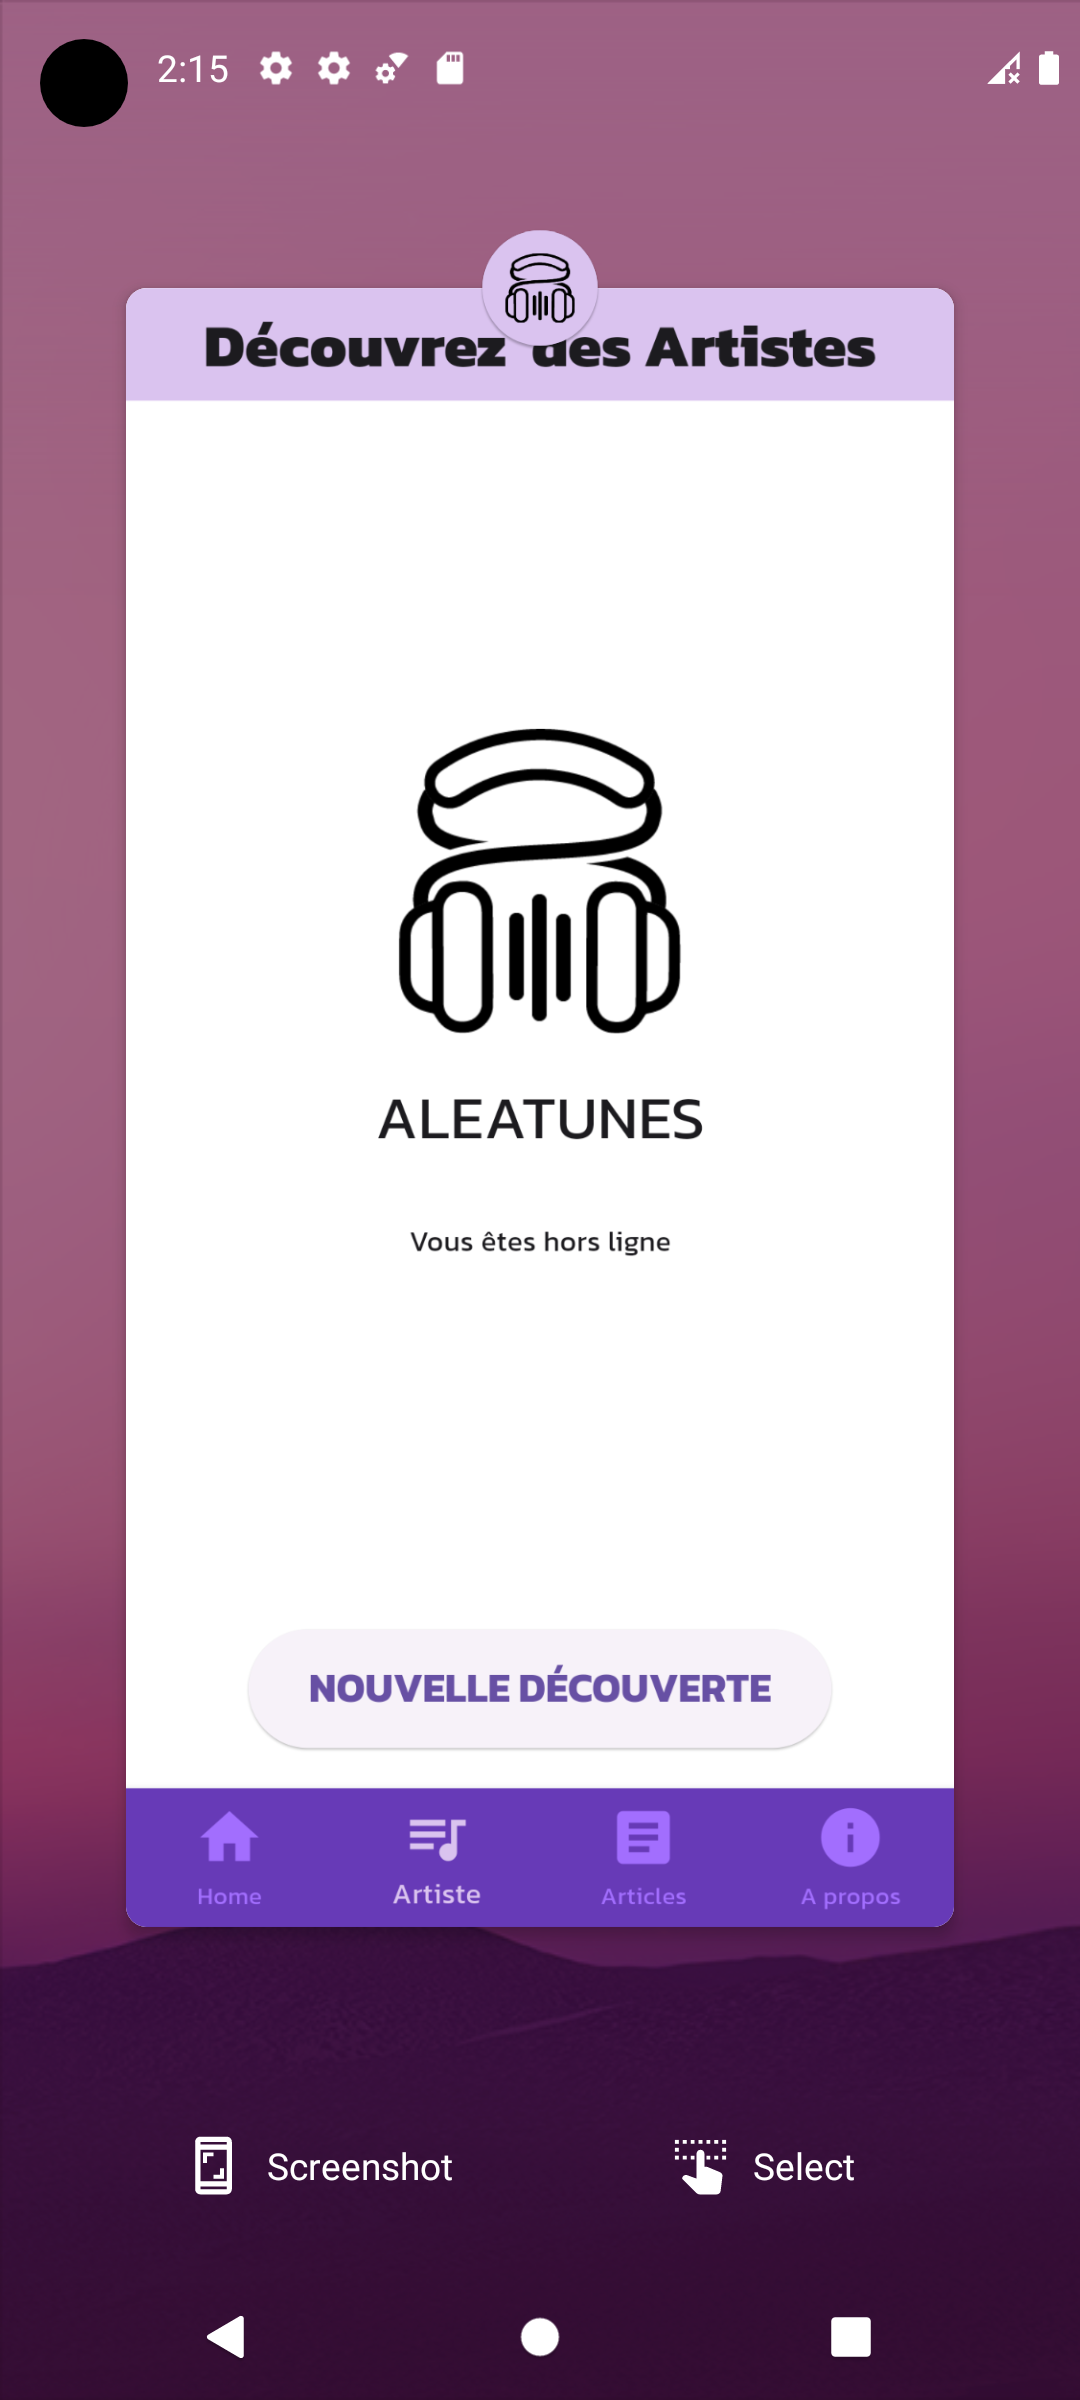 2:15
Découvrez des Artistes
ALEATUNES
Vous êtes hors ligne
NOUVELLE DÉCOUVERTE
Home
Artiste
Articles
A propos
Screenshot
Select